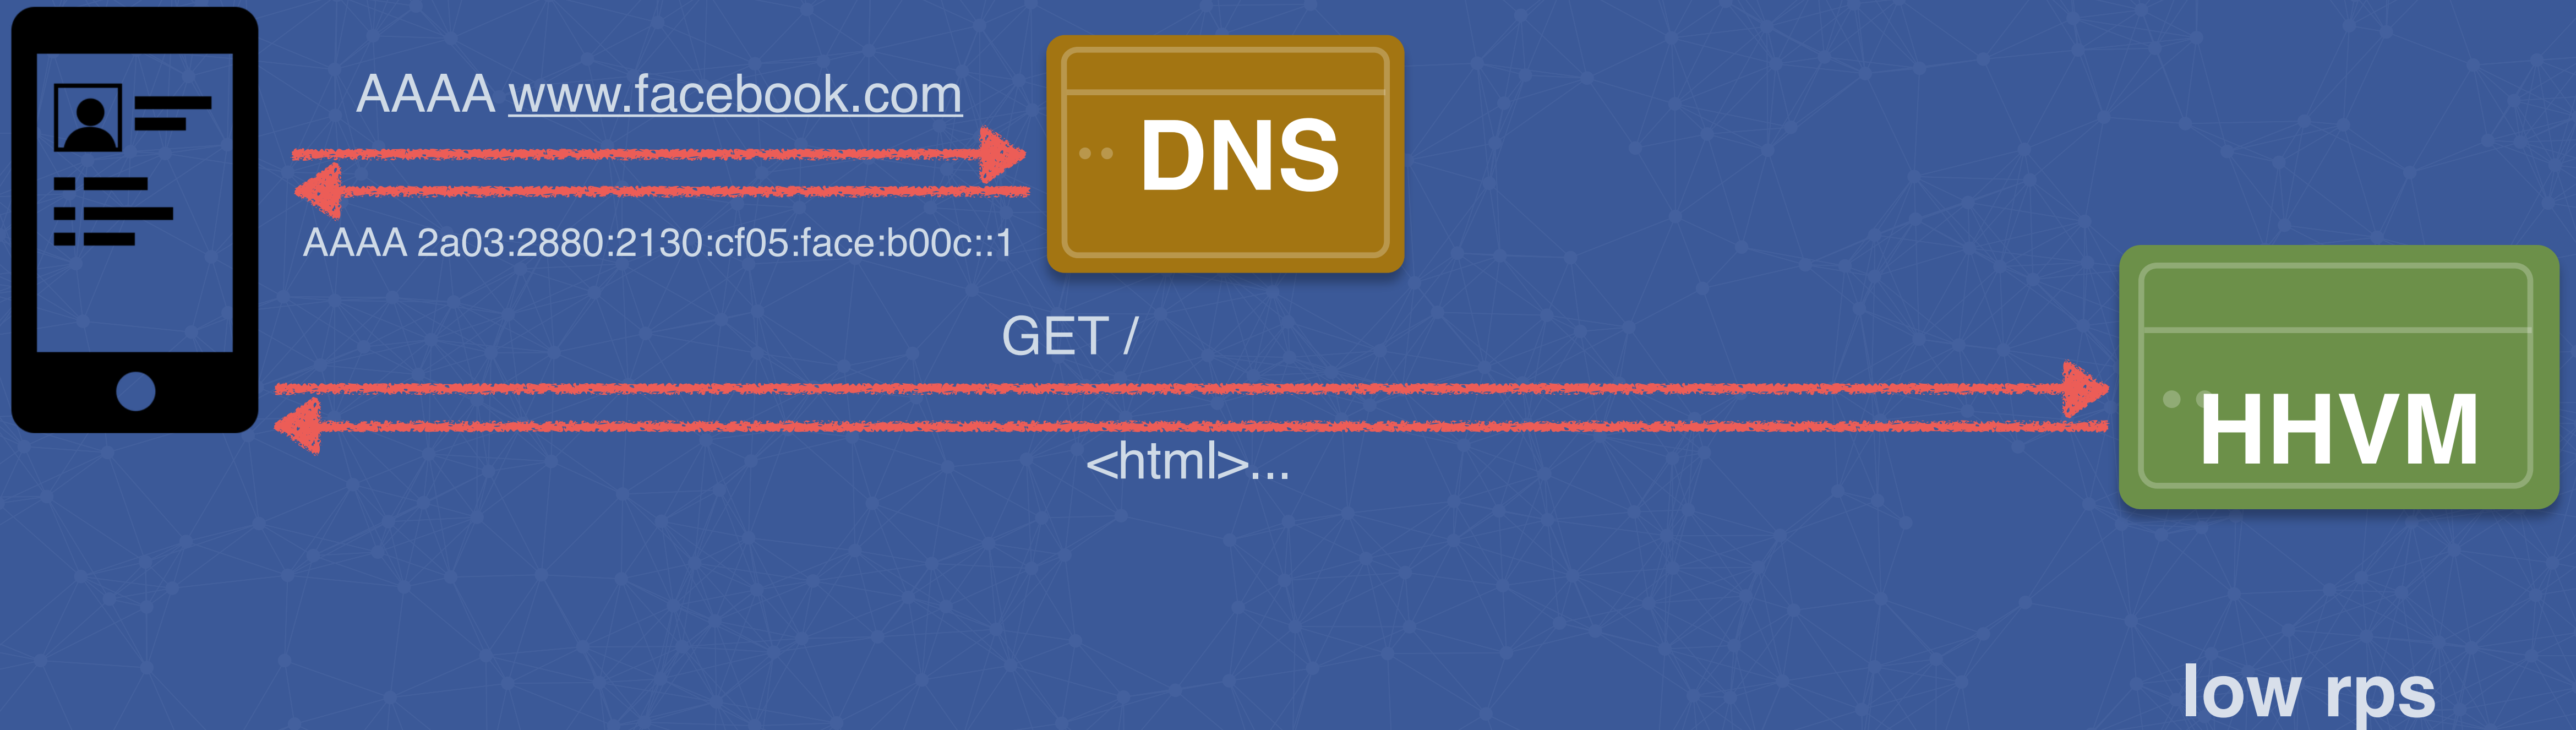 AAAA www.facebook.com
DNS
AAAA 2a03:2880:2130:cf05:face:b00c::1
GET /
HHVM
<html>...
low rps